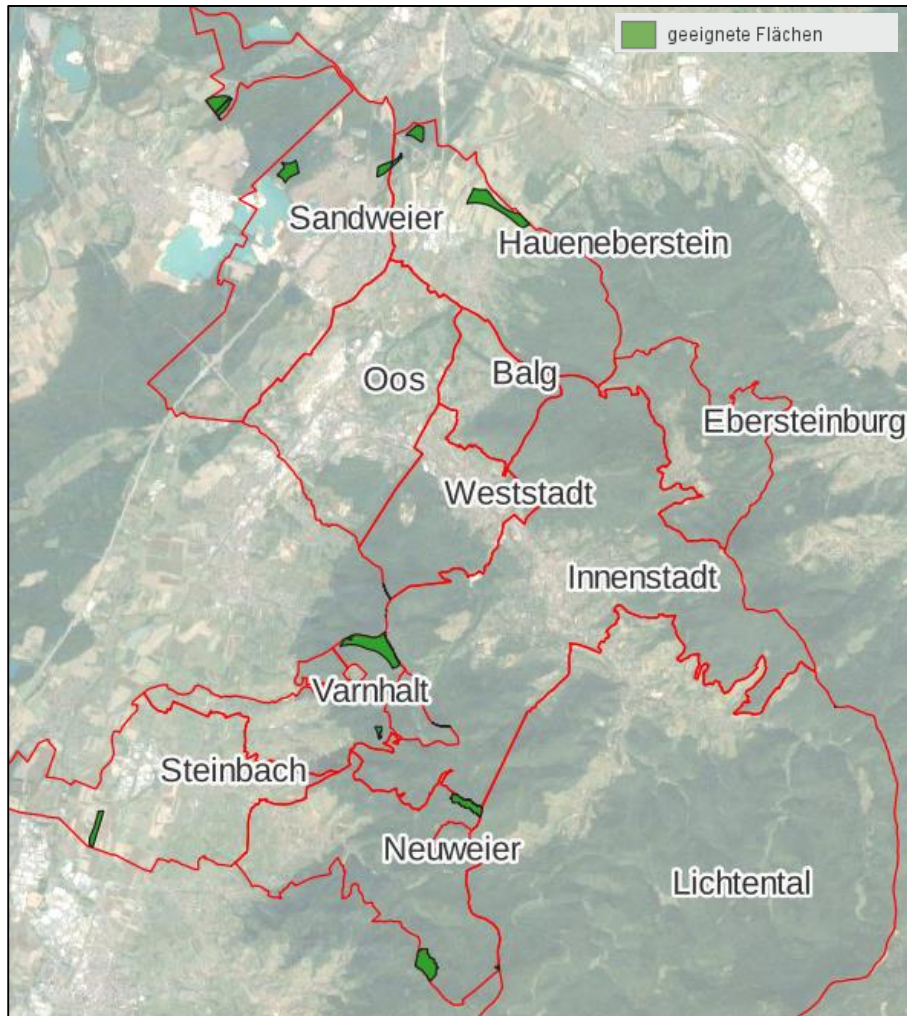 geeignete Flächen
Sandweier
Haueneberstein
Oos
Balg
Ebersteinburg
Weststadt
Innenstadt
Varnhalt
Steinbach
Neuweier
Lichtental